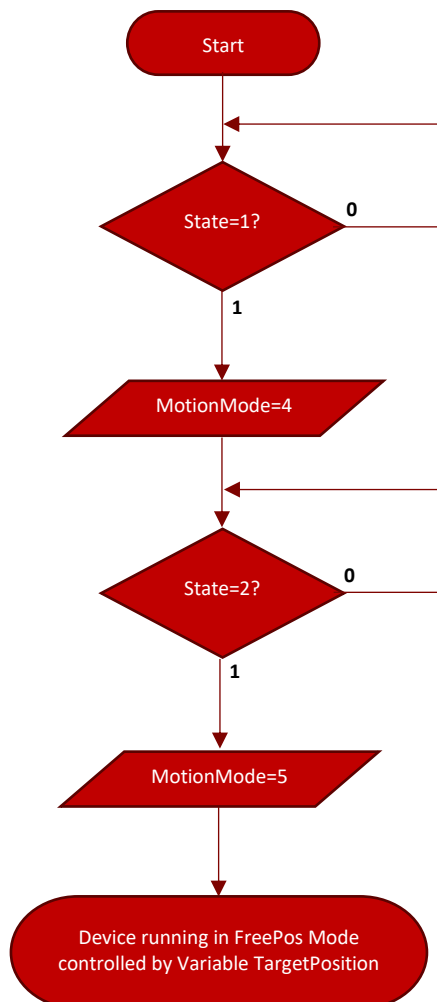 Start
State=1?
0
1
MotionMode=4
State=2?
0
1
MotionMode=5
Device running in FreePos Mode
controlled by Variable TargetPosition